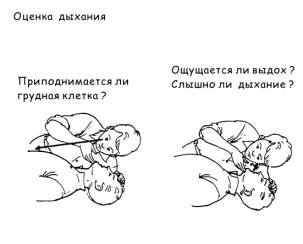 Оценка дыхания
Приподнимается ли
грудная клетка ?
Ощущается ли выдох ?
Слышно ли дыхание ?